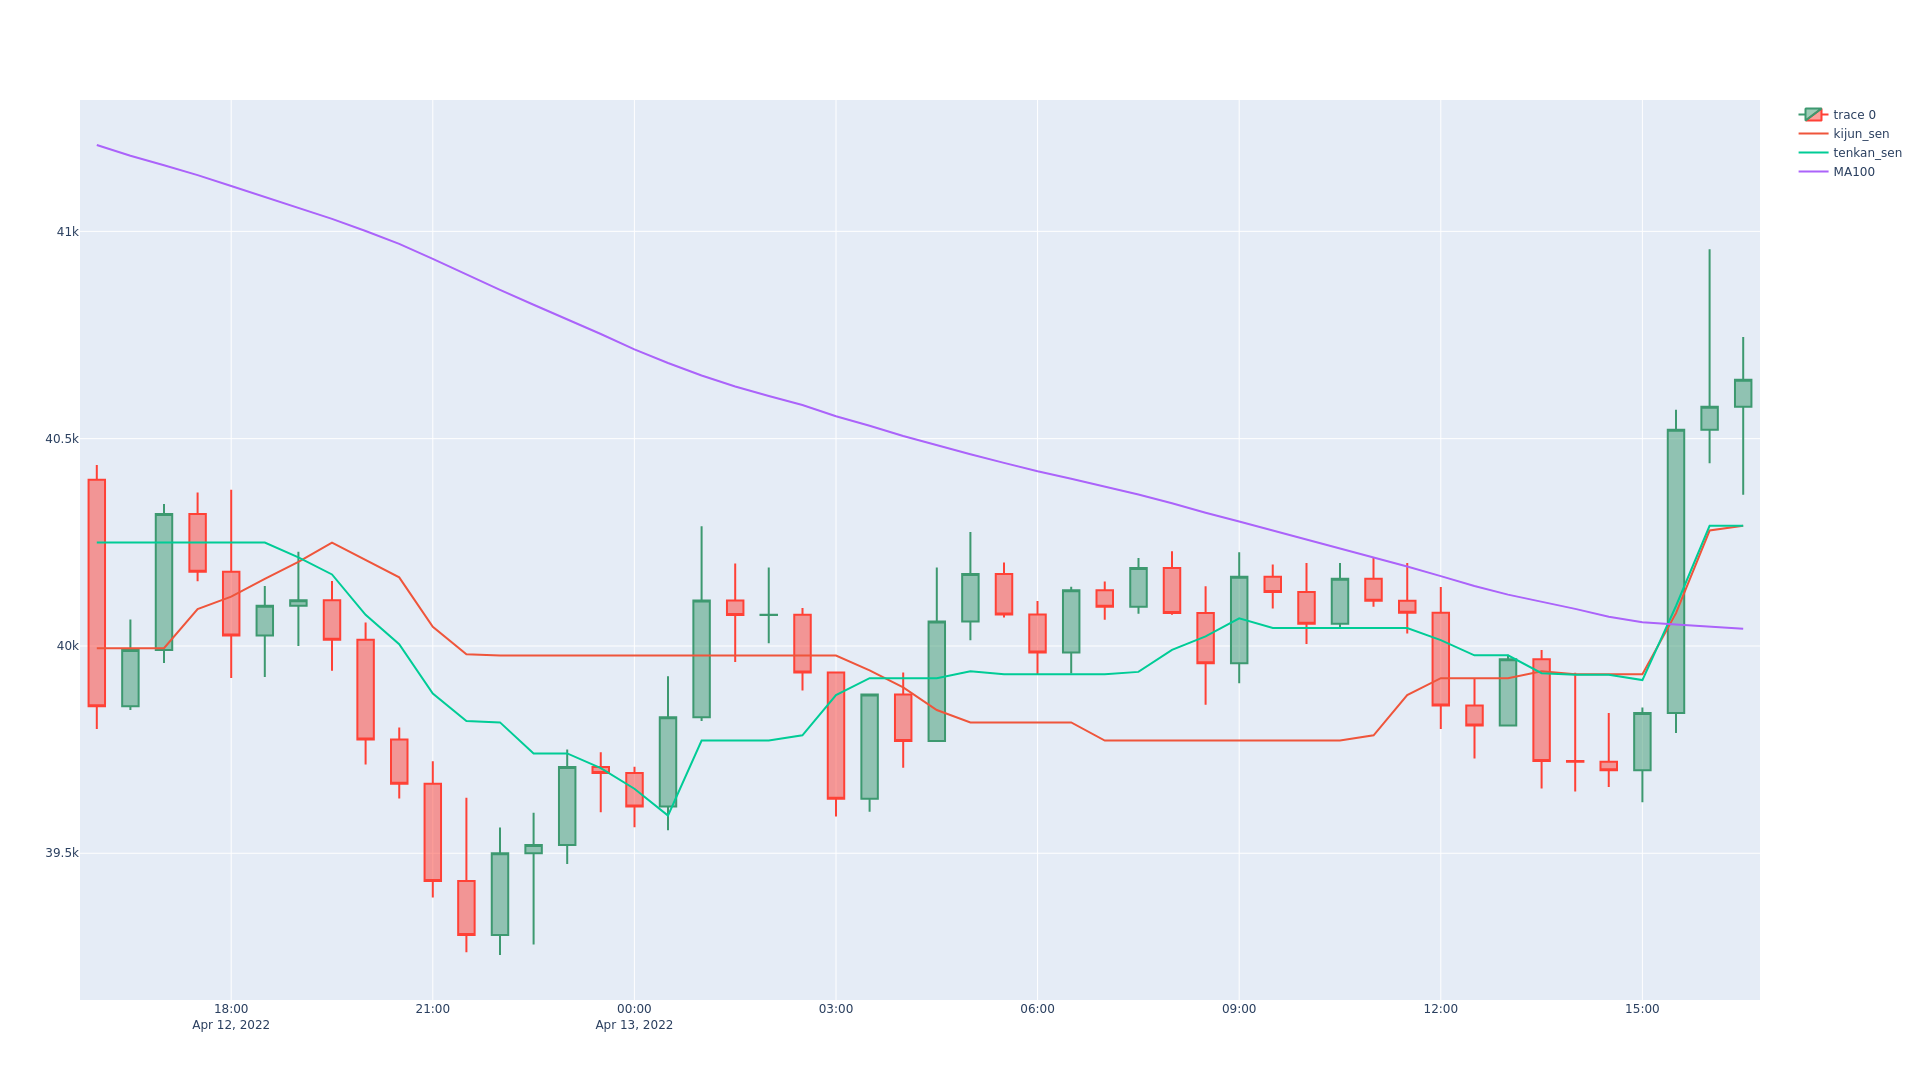 trace 0
kijun_sen
tenkan_sen
MA100
41k
40.5k
40k
39.5k
18:00
Apr 12, 2022
21:00
00:00
Apr 13, 2022
03:00
06:00
09:00
12:00
15:00